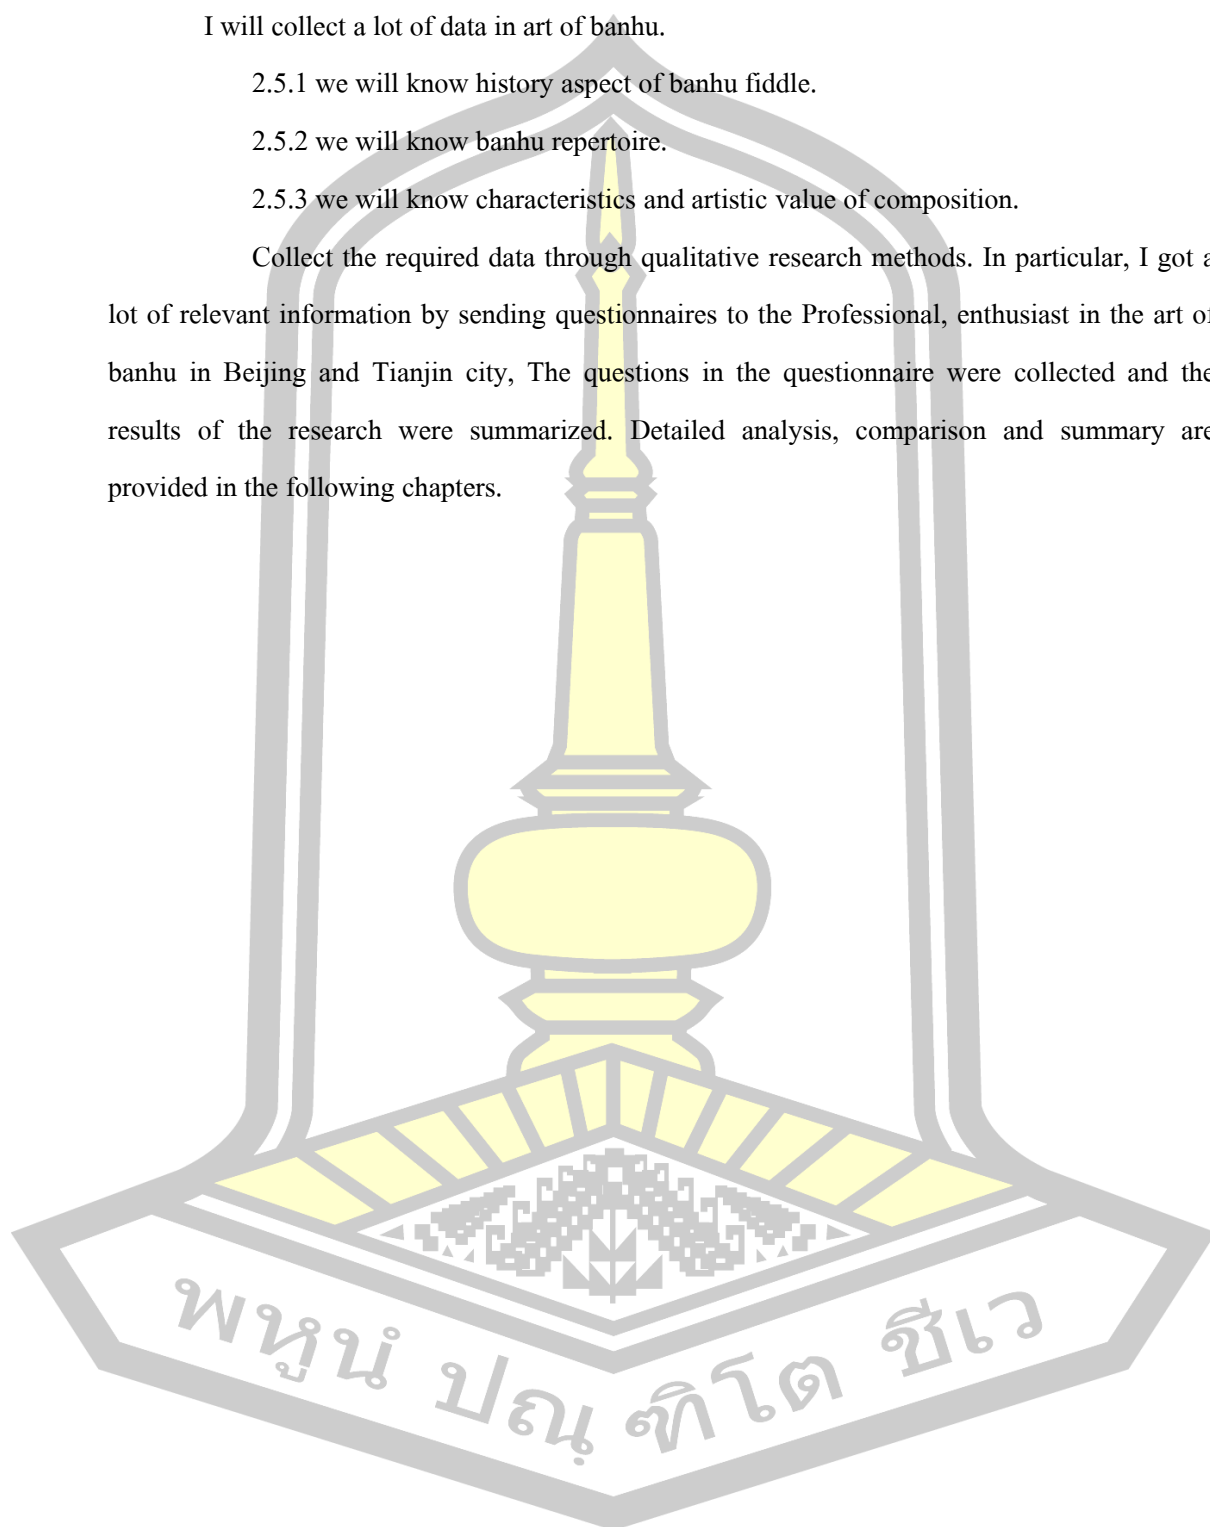 I will collect a lot of data in art of banhu.
2.5.1 we will know history aspect of banhu fiddle.
2.5.2 we will know banhu repertoire.
2.5.3 we will know characteristics and artistic value of composition.
Collect the required data through qualitative research methods. In particular, I got a
lot of relevant information by sending questionnaires to the Professional, enthusiast in the art of
banhu in Beijing and Tianjin city, The questions in the questionnaire were collected and the
results of the research were summarized. Detailed analysis, comparison and summary are
provided in the following chapters.
พหูนํ ปณฺฑิโต ชีเว